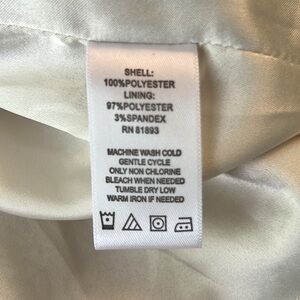 SHELL:
100%POLYESTER
LINING:
97%POLYESTER
3%SPANDEX
RN 81893
MACHINE WASH COLD
GENTLE CYCLE
ONLY NON CHLORINE
BLEACH WHEN NEEDED
TUMBLE DRY LOW
WARM IRON IF NEEDED